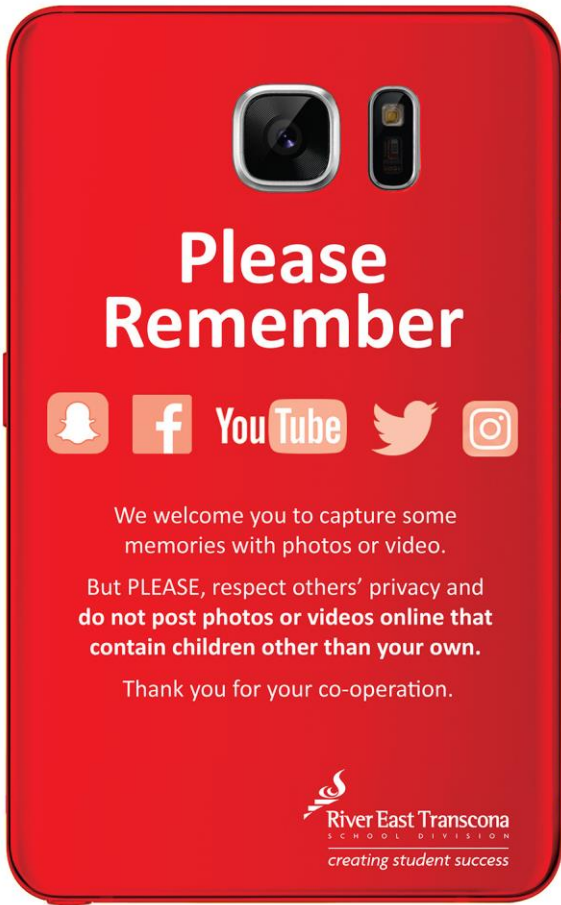 Please
Remember
You Tube
We welcome you to capture some
memories with photos or video.
But PLEASE, respect others’ privacy and
do not post photos or videos online that
contain children other than your own.
Thank you for your co-operation.
River East Transcona
SCHOOL DIVISION
creating student success